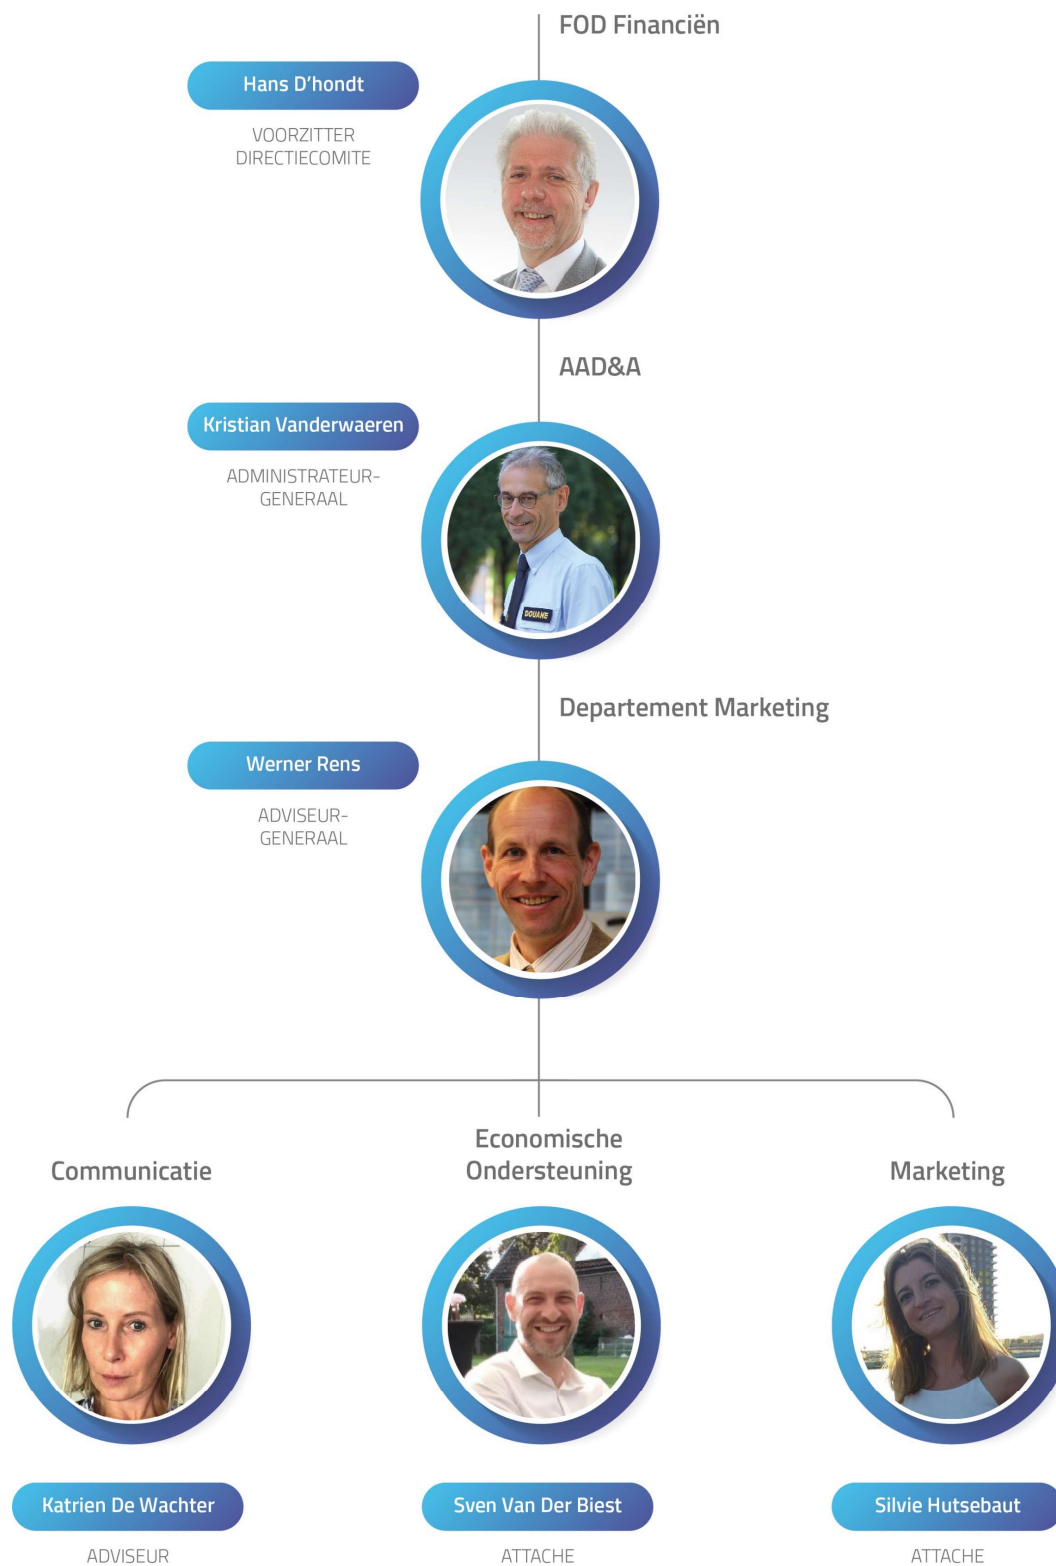 FOD Financiën
Hans D'hondt
VOORZITTER
DIRECTIECOMITE
AAD&A
Kristian Vanderwaeren
ADMINISTRATEUR-
GENERAAL
DOUANE
Departement Marketing
Werner Rens
ADVISEUR-
GENERAAL
Communicatie
Economische
Ondersteuning
Marketing
Katrien De Wachter
Sven Van Der Biest
Silvie Hutsebaut
ADVISEUR
ATTACHE
ATTACHE